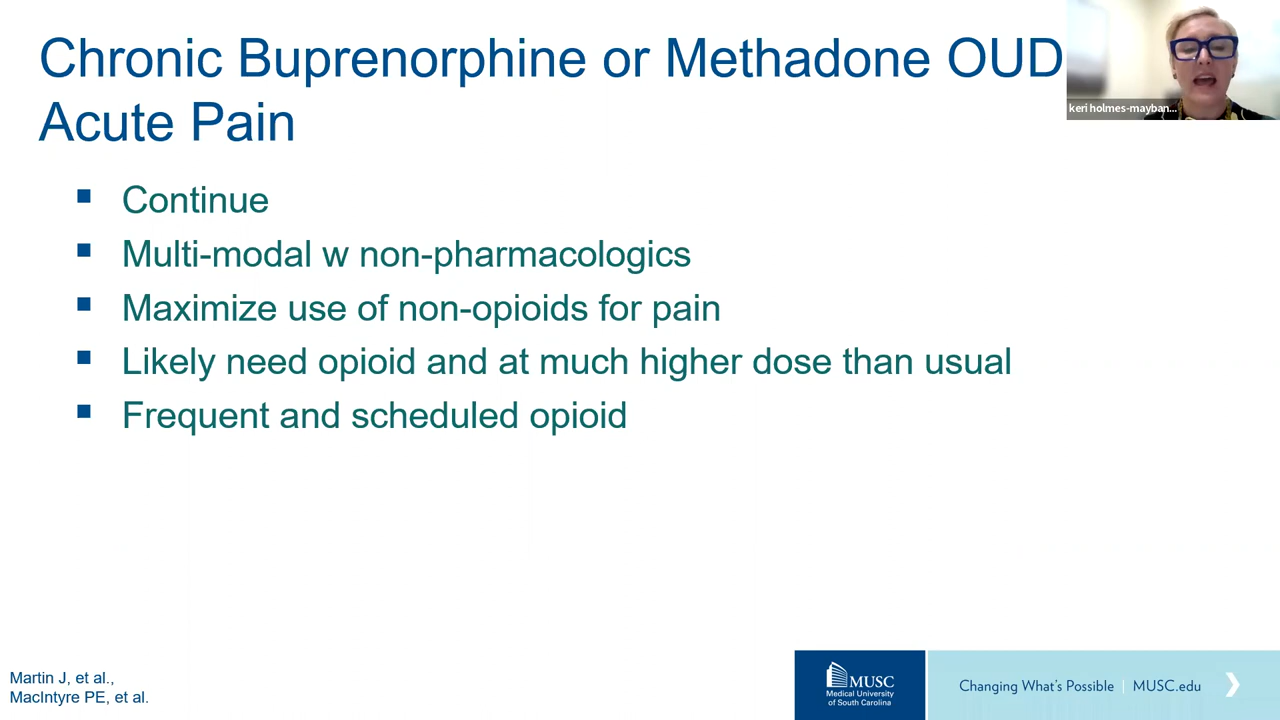 Chronic Buprenorphine or Methadone OUD
Acute Pain
keri holmes-mayban...
Continue
Multi-modal w non-pharmacologics
Maximize use of non-opioids for pain
Likely need opioid and at much higher dose than usual
Frequent and scheduled opioid
Martin J, et al.,
MacIntyre PE, et al.
MUSC
Medical University
of South Carolina
Changing What's Possible | MUSC.edu